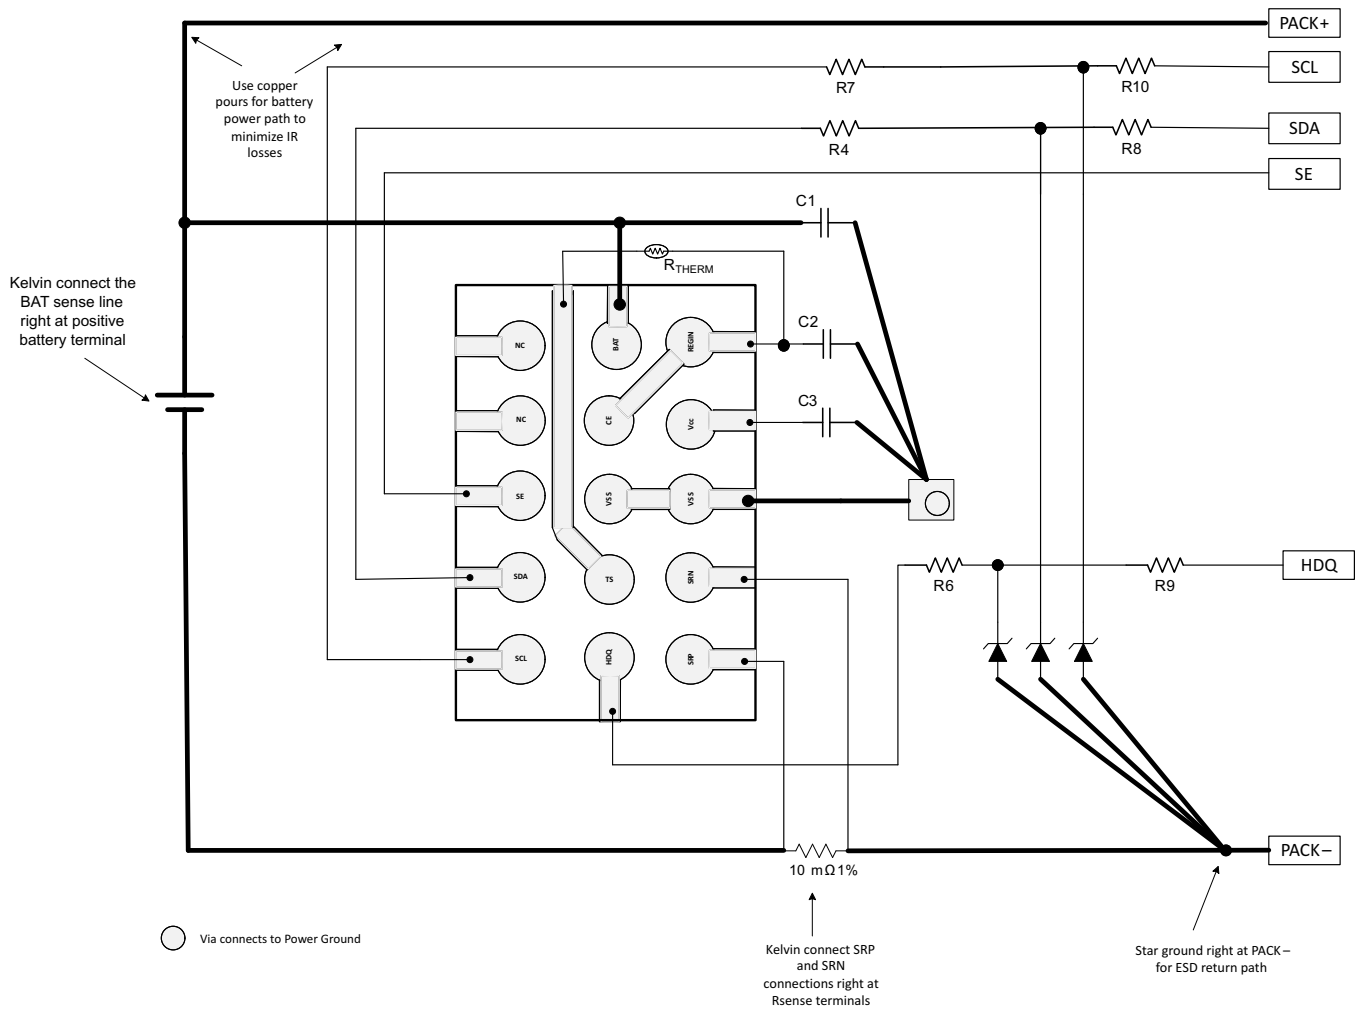 PACK+
SCL
R7
R10
Use copper
pours for battery
power path to
minimize IR
losses
SDA
R4
R8
SE
C1
RTHERM
Kelvin connect the
BAT sense line
right at positive
battery terminal
NC
BAT
REGIN
C2
NC
CE
Vcc
C3
SE
VSS
VSS
SDA
TS
SRN
R6
R9
HDQ
SCL
HDQ
SRP
10 mΩ 1%
PACK–
Via connects to Power Ground
Kelvin connect SRP
and SRN
connections right at
Rsense terminals
Star ground right at PACK–
for ESD return path